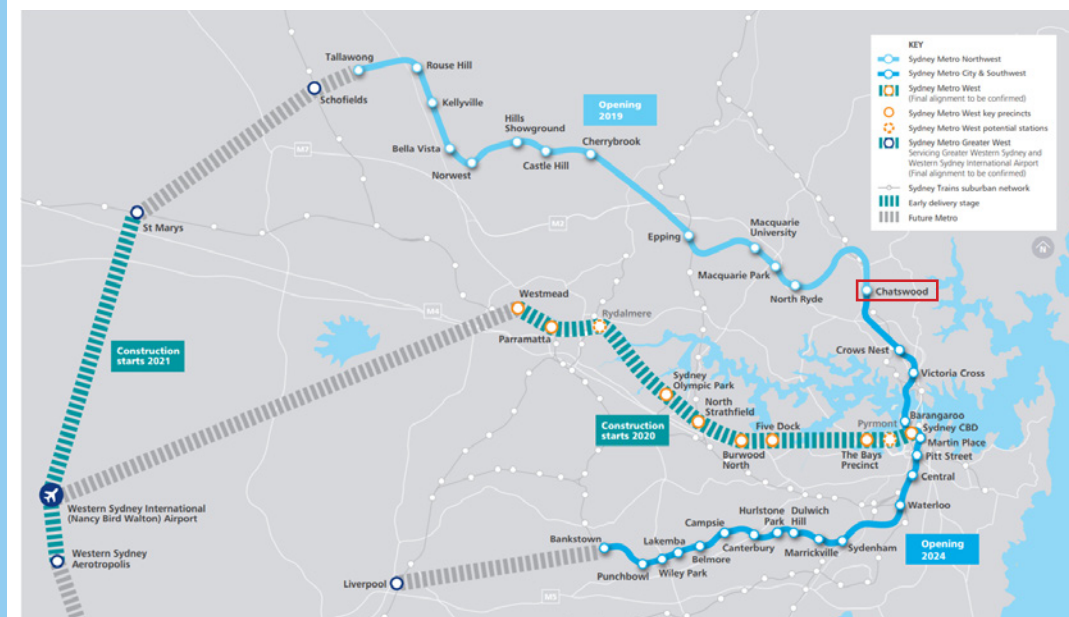 KEY
Sydney Metro Northwest
Sydney Metro City & Southwest
Sydney Metro West
(Final alignment to be confirmed)
Sydney Metro West key precincts
Sydney Metro West potential stations
Sydney Metro Greater West
Servicing Greater Western Sydney and
Western Sydney International Airport
(Final alignment to be confirmed)
Sydney Trains suburban network
Early delivery stage
Future Metro
N
Tallawong
Rouse Hill
Schofields
Kellyville
Opening
2019
Hills
Showground
Cherrybrook
Bella Vista
Castle Hill
Norwest
M7
St Marys
M2
Macquarie
University
Epping
Macquarie Park
North Ryde
Chatswood
Westmead
M4
Rydalmere
Parramatta
Construction
starts 2021
Crows Nest
Victoria Cross
Sydney
Olympic Park
North
Strathfield
Barangaroo
Construction
starts 2020
Five Dock
Pyrmont
Sydney CBD
Martin Place
Burwood
North
The Bays
Precinct
Pitt Street
Central
Western Sydney International
(Nancy Bird Walton) Airport
Waterloo
Hurlstone
Park
Dulwich
Hill
Campsie
Bankstown
Lakemba
Canterbury
Marrickville
Sydenham
Opening
2024
Belmore
Wiley Park
Punchbowl
Western Sydney
Aerotropolis
Liverpool
M5